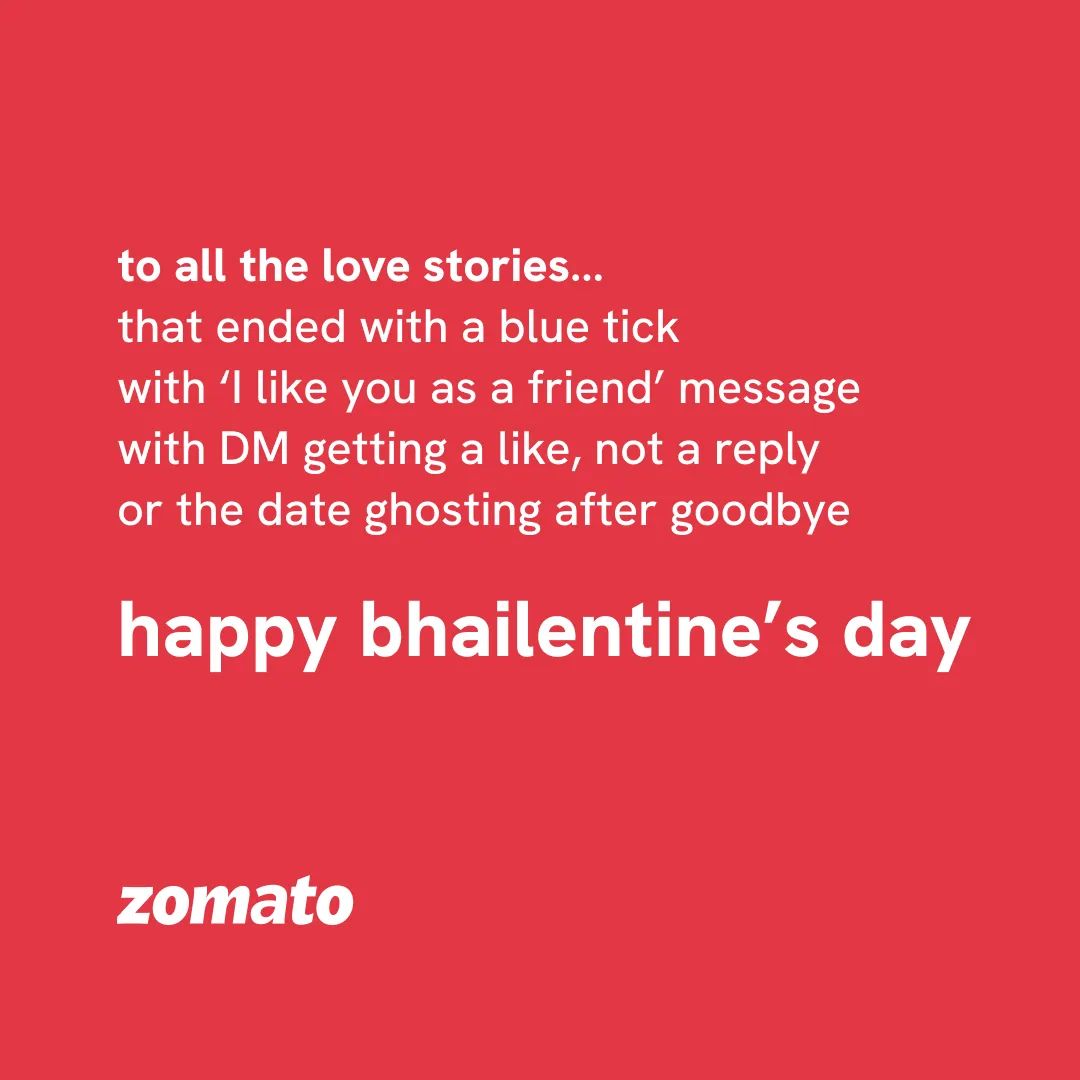 to all the love stories...
that ended with a blue tick
with ‘I like you as a friend’ message
with DM getting a like, not a reply
or the date ghosting after goodbye
happy bhailentine’s day
zomato